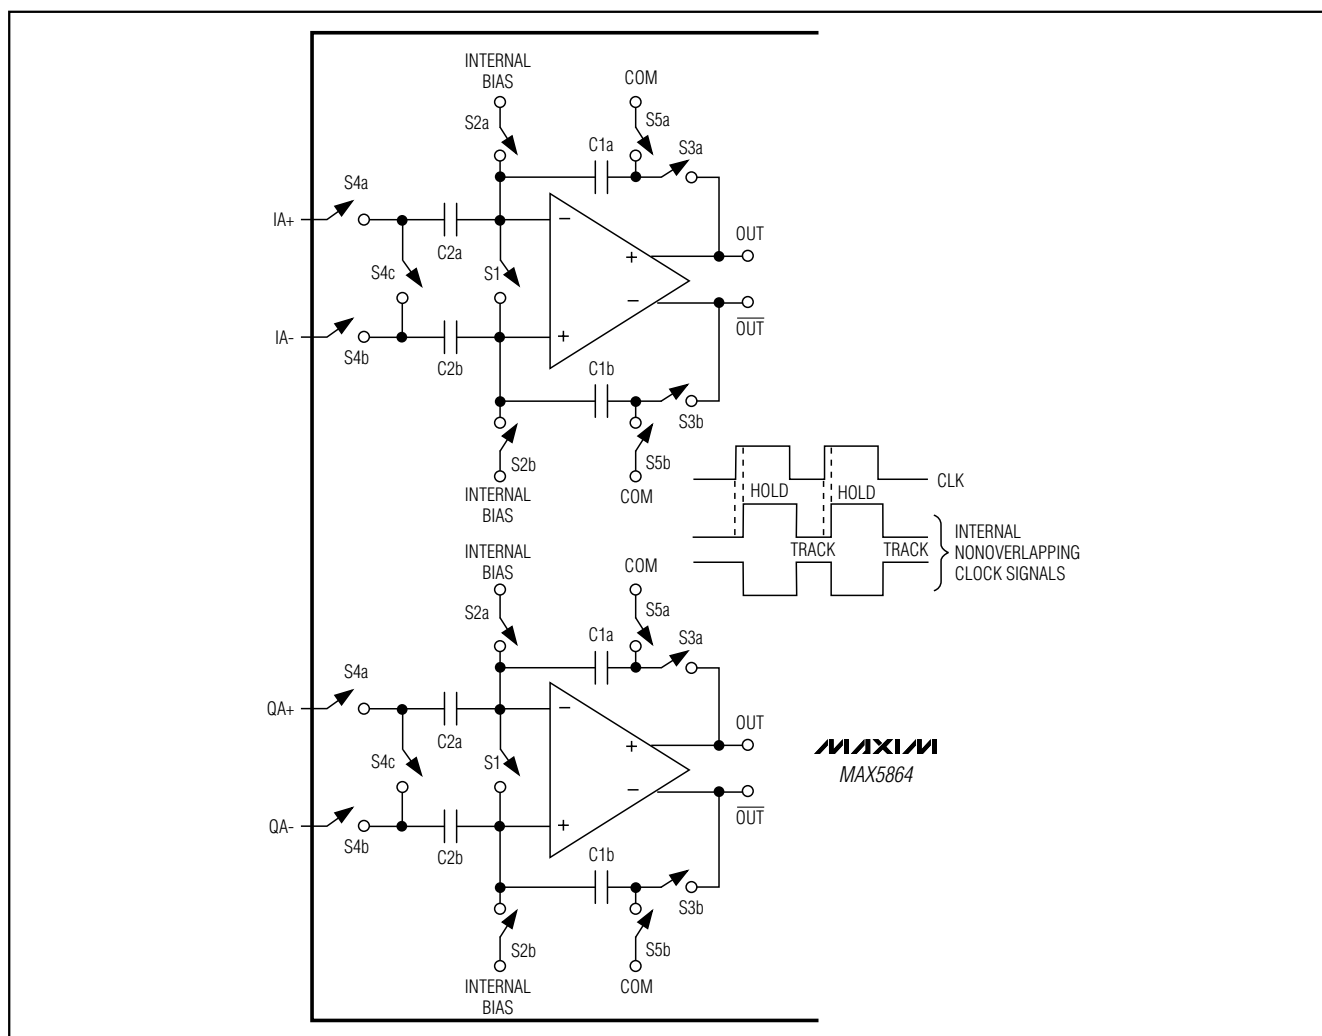 INTERNAL
BIAS
COM
S2a
S5a
C1a
S3a
S4a
IA+
−
C2a
+
OUT
S4c
S1
−
OUT
IA-
+
S4b
C2b
C1b
S3b
S2b
S5b
INTERNAL
BIAS
COM
CLK
HOLD
HOLD
TRACK
TRACK
INTERNAL
NONOVERLAPPING
CLOCK SIGNALS
INTERNAL
BIAS
COM
S2a
S5a
C1a
S3a
S4a
QA+
−
C2a
+
OUT
S4c
S1
−
OUT
QA-
+
S4b
C2b
C1b
S3b
S2b
S5b
INTERNAL
BIAS
COM
MAXIM
MAX5864